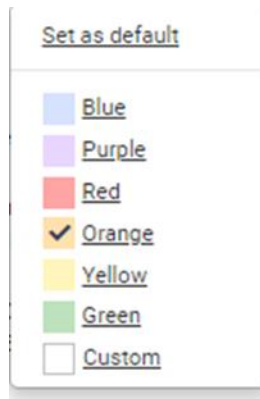 Set as default
Blue
Purple
Red
Orange
Yellow
Green
Custom